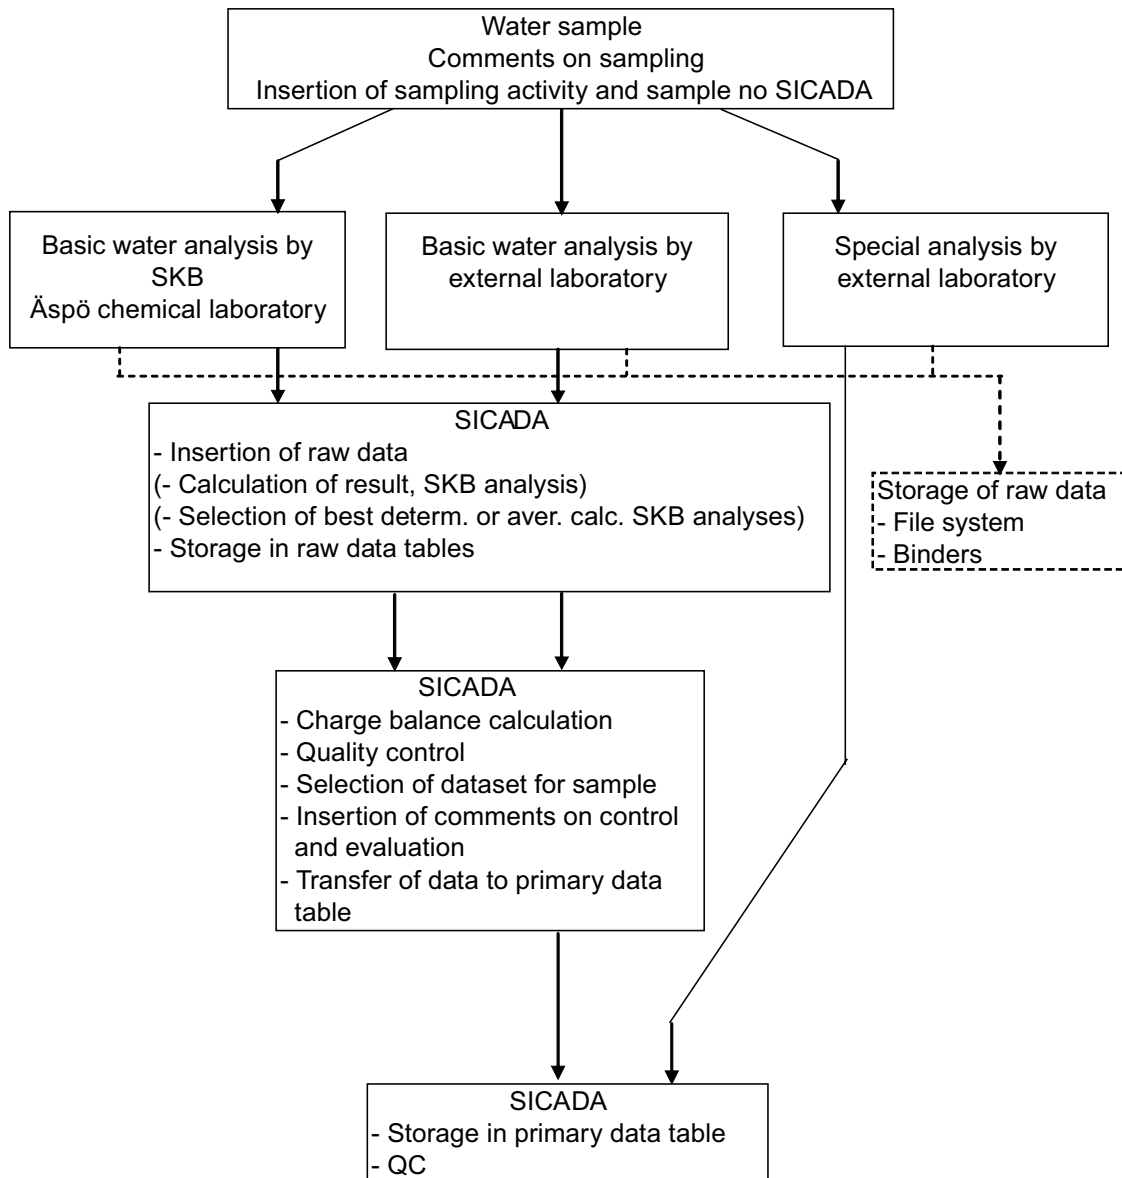 Water sample
Comments on sampling
Insertion of sampling activity and sample no SICADA
Basic water analysis by
SKB
Äspö chemical laboratory
Basic water analysis by
external laboratory
Special analysis by
external laboratory
SICADA
- Insertion of raw data
(- Calculation of result, SKB analysis)
(- Selection of best determ. or aver. calc. SKB analyses)
- Storage in raw data tables
Storage of raw data
- File system
- Binders
SICADA
- Charge balance calculation
- Quality control
- Selection of dataset for sample
- Insertion of comments on control
and evaluation
- Transfer of data to primary data
table
SICADA
- Storage in primary data table
- QC